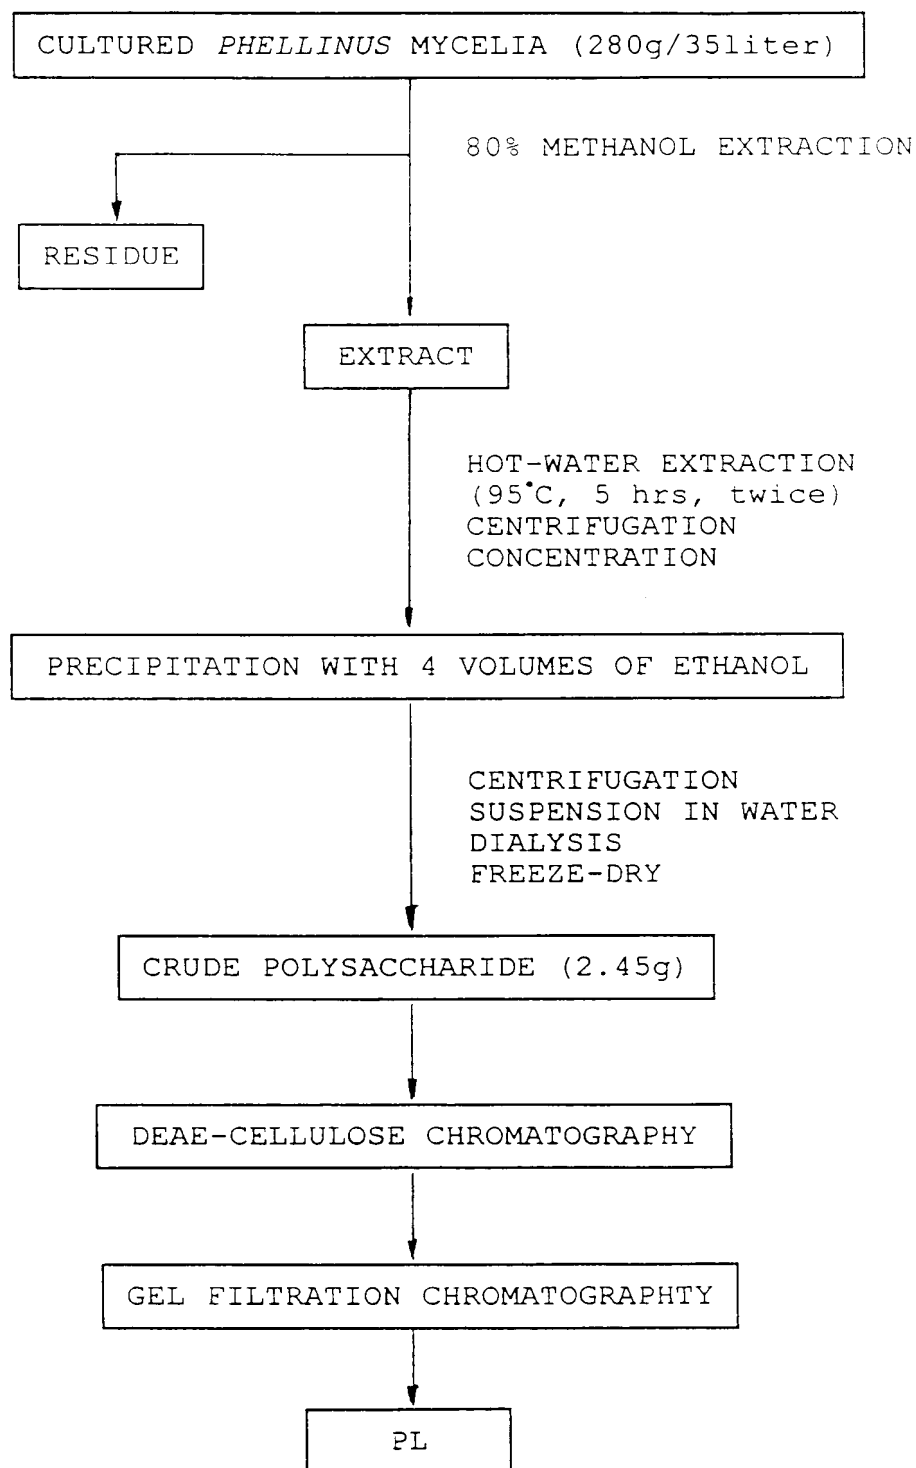 CULTURED PHELLINUS MYCELIA (280g/35liter)
80% METHANOL EXTRACTION
RESIDUE
EXTRACT
HOT-WATER EXTRACTION
(95°C, 5 hrs, twice)
CENTRIFUGATION
CONCENTRATION
PRECIPITATION WITH 4 VOLUMES OF ETHANOL
CENTRIFUGATION
SUSPENSION IN WATER
DIALYSIS
FREEZE-DRY
CRUDE POLYSACCHARIDE (2.45g)
DEAE-CELLULOSE CHROMATOGRAPHY
GEL FILTRATION CHROMATOGRAPHTY
PL